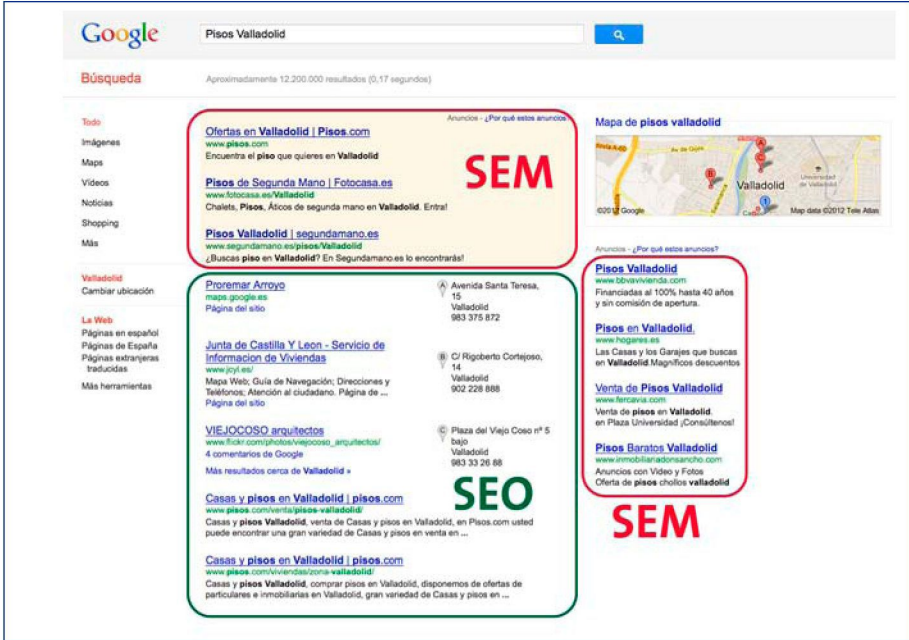 Google
Pisos Valladolid
Búsqueda
Aproximadamente 12.200.000 resultados (0,17 segundos)
Todo
Imágenes
Maps
Vídeos
Noticias
Shopping
Más
Valladolid
Cambiar ubicación
La Web
Páginas en español
Páginas de España
Páginas extranjeras
traducidas
Más herramientas
Anuncios - ¿Por qué estos anuncios?
Ofertas en Valladolid | Pisos.com
www.pisos.com
Encuentra el piso que quieres en Valladolid
Pisos de Segunda Mano | Fotocasa.es
www.fotocasa.es/Valladolid
Chalets, Pisos, Áticos de segunda mano en Valladolid. Entra!
Pisos Valladolid | segundamano.es
www.segundamano.es/pisos/Valladolid
¿Buscas piso en Valladolid? En Segundamano.es lo encontrarás!
SEM
Proremar Arroyo
maps.google.es
Página del sitio
A Avenida Santa Teresa,
15
Valladolid
983 375 872
Junta de Castilla Y Leon - Servicio de
Informacion de Viviendas
www.jcyl.es/
Mapa Web; Guía de Navegación; Direcciones y
Teléfonos; Atención al ciudadano. Página de ...
Página del sitio
B C/ Rigoberto Cortejoso,
14
Valladolid
902 228 888
VIEJOCOSO arquitectos
www.flickr.com/photos/viejocoso_arquitectos/
4 comentarios de Google
C Plaza del Viejo Coso nº 5
bajo
Valladolid
983 33 26 88
Más resultados cerca de Valladolid »
SEO
Casas y pisos en Valladolid | pisos.com
www.pisos.com/venta/pisos-valladolid/
Casas y pisos Valladolid, venta de Casas y pisos en Valladolid, en Pisos.com usted
puede encontrar una gran variedad de Casas y pisos en venta en ...
Casas y pisos en Valladolid | pisos.com
www.pisos.com/viviendas/zona-valladolid/
Casas y pisos Valladolid, comprar pisos en Valladolid, disponemos de ofertas de
particulares e inmobiliarias en Valladolid, gran variedad de Casas y pisos en ...
Mapa de pisos valladolid
Av de Gijón
A
C
B
Universidad
de Valladolid
Valladolid
1
©2012 Google
Map data ©2012 Tele Atlas
Anuncios - ¿Por qué estos anuncios?
Pisos Valladolid
www.bbvavivienda.com
Financiadas al 100% hasta 40 años
y sin comisión de apertura.
Pisos en Valladolid.
www.hogares.es
Las Casas y los Garajes que buscas
en Valladolid.Magníficos descuentos
Venta de Pisos Valladolid
www.fercavia.com
Venta de pisos en Valladolid.
en Plaza Universidad ¡Consúltenos!
Pisos Baratos Valladolid
www.inmobiliariadonsancho.com
Anuncios con Video y Fotos
Oferta de pisos chollos valladolid
SEM